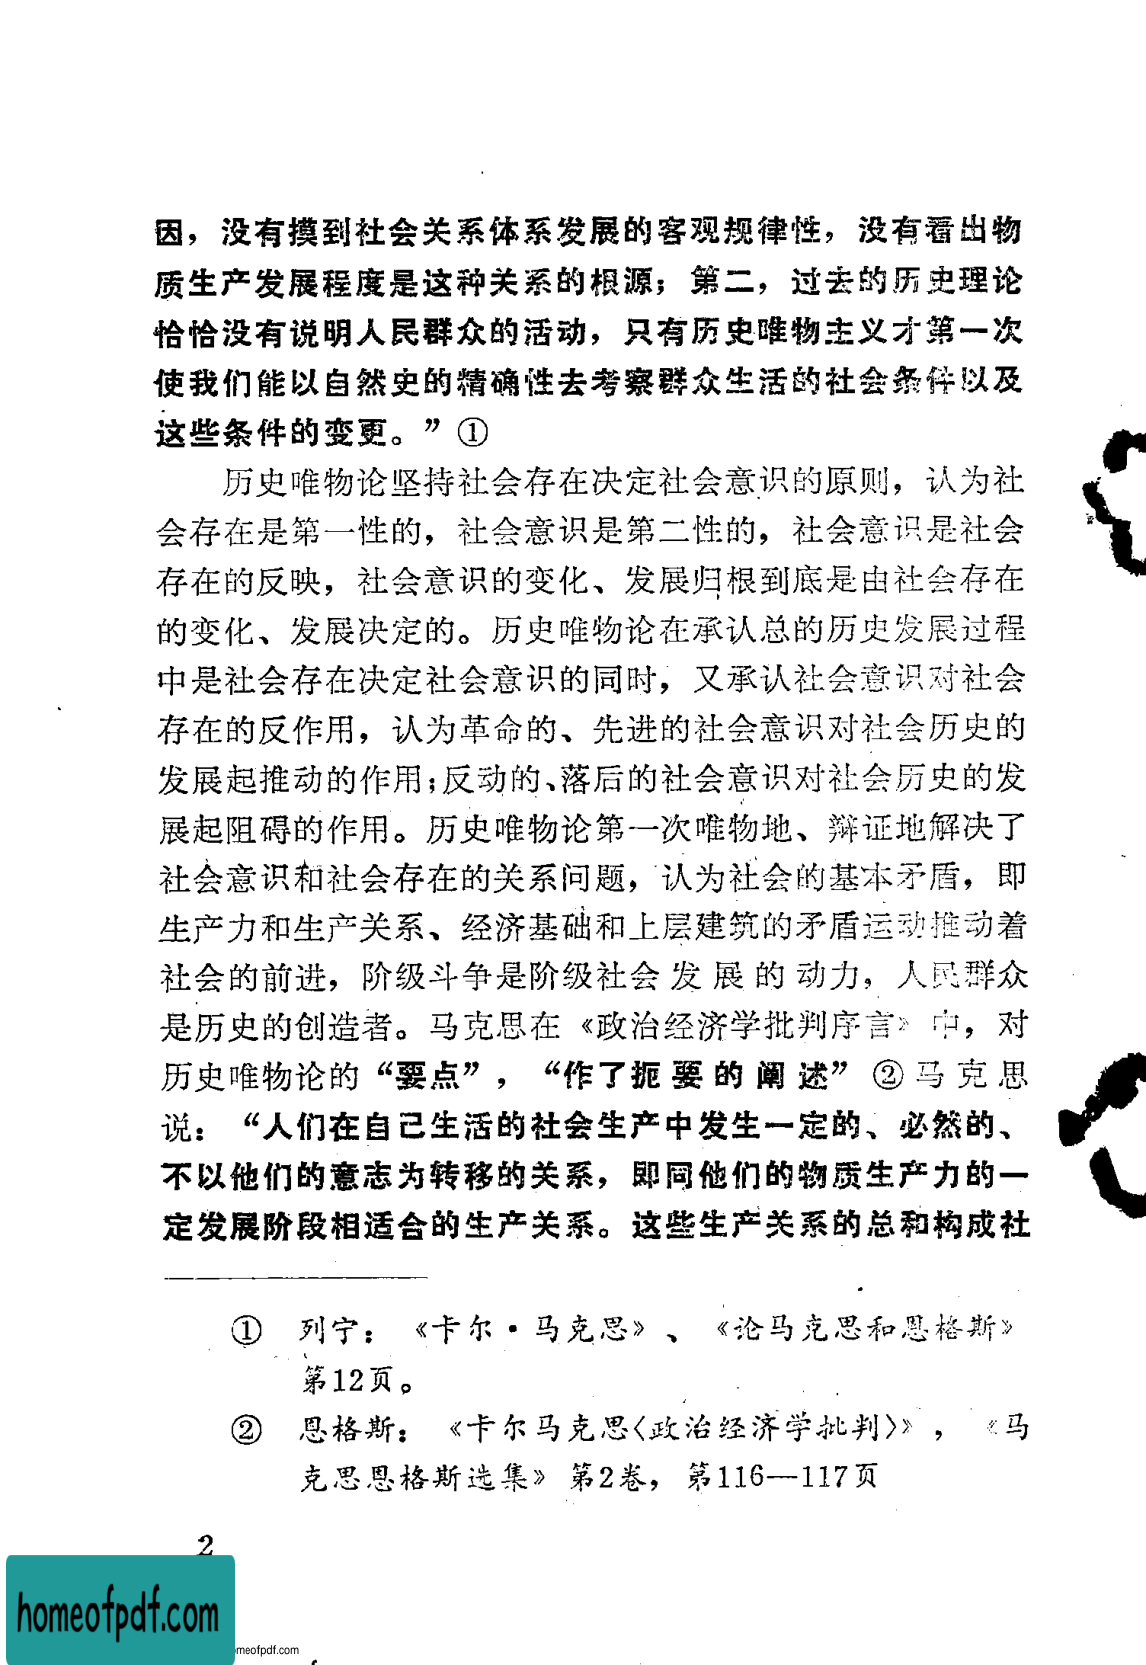 因，没有摸到社会关系体系发展的客观规律性，没有看出物
质生产发展程度是这种关系的根源；第二，过去的历史理论
恰恰没有说明人民群众的活动，只有历史唯物主义才第一次
使我们能以自然史的精确性去考察群众生活的社会条件以及
这些条件的变更。”①
历史唯物论坚持社会存在决定社会意识的原则，认为社
会存在是第一性的，社会意识是第二性的，社会意识是社会
存在的反映，社会意识的变化、发展归根到底是由社会存在
的变化、发展决定的。历史唯物论在承认总的历史发展过程
中是社会存在决定社会意识的同时，又承认社会意识对社会
存在的反作用，认为革命的、先进的社会意识对社会历史的
发展起推动的作用；反动的、落后的社会意识对社会历史的发
展起阻碍的作用。历史唯物论第一次唯物地、辩证地解决了
社会意识和社会存在的关系问题，认为社会的基本矛盾，即
生产力和生产关系、经济基础和上层建筑的矛盾运动推动着
社会的前进，阶级斗争是阶级社会发展的动力，人民群众
是历史的创造者。马克思在《政治经济学批判序言》中，对
历史唯物论的“要点”，“作了扼要的阐述”②马克思
说：“人们在自己生活的社会生产中发生一定的、必然的、
不以他们的意志为转移的关系，即同他们的物质生产力的一
定发展阶段相适合的生产关系。这些生产关系的总和构成社
① 列宁：《卡尔·马克思》、《论马克思和恩格斯》
第12页。
② 恩格斯：《卡尔马克思〈政治经济学批判〉》，《马
克思恩格斯选集》第2卷，第116—117页
2
homeofpdf.com
meofpdf.com